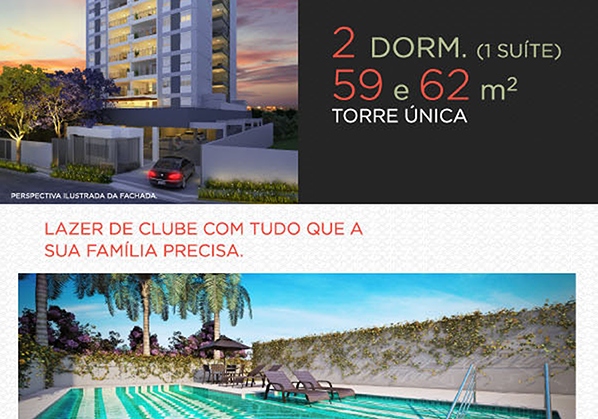 2 DORM. (1 SUÍTE)
59 e 62 m²
TORRE ÚNICA
PERSPECTIVA ILUSTRADA DA FACHADA.
LAZER DE CLUBE COM TUDO QUE A
SUA FAMÍLIA PRECISA.